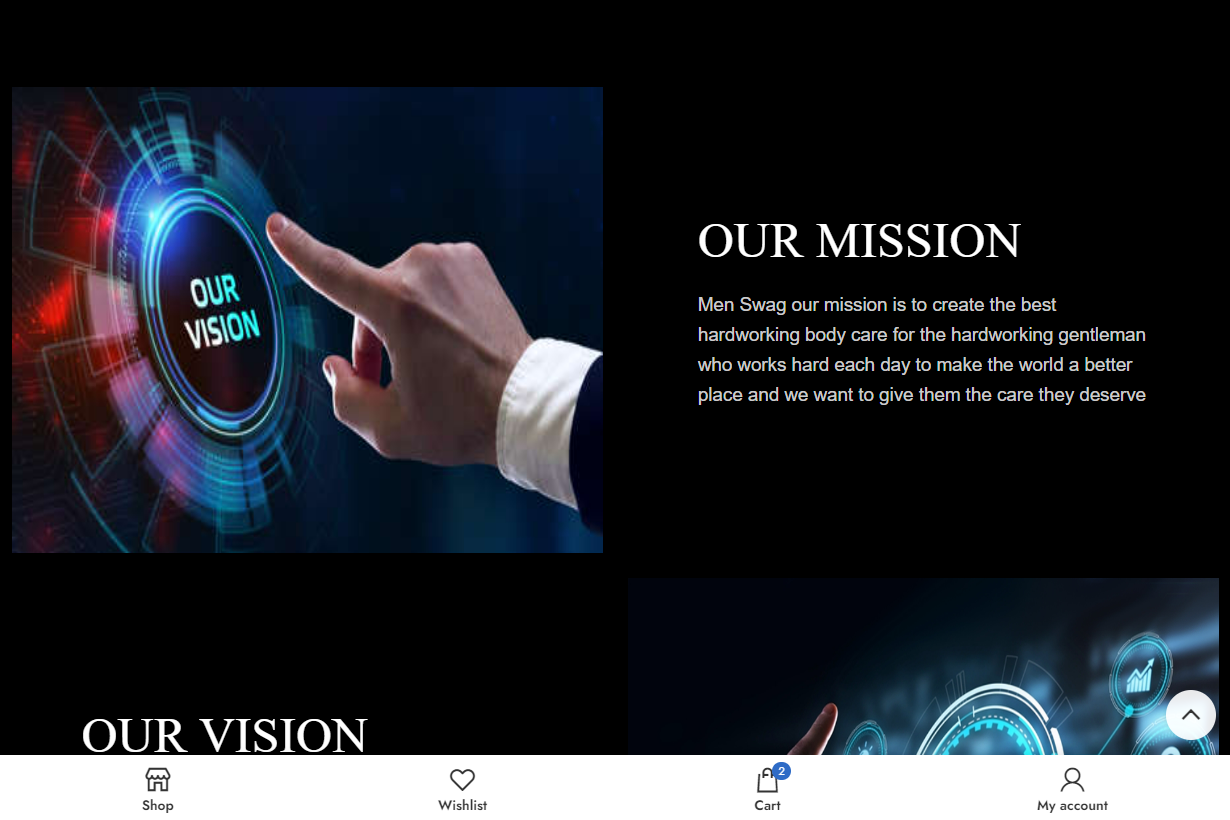 OUR
VISION
OUR MISSION
Men Swag our mission is to create the best
hardworking body care for the hardworking gentleman
who works hard each day to make the world a better
place and we want to give them the care they deserve
OUR VISION
Shop
Wishlist
2
Cart
My account